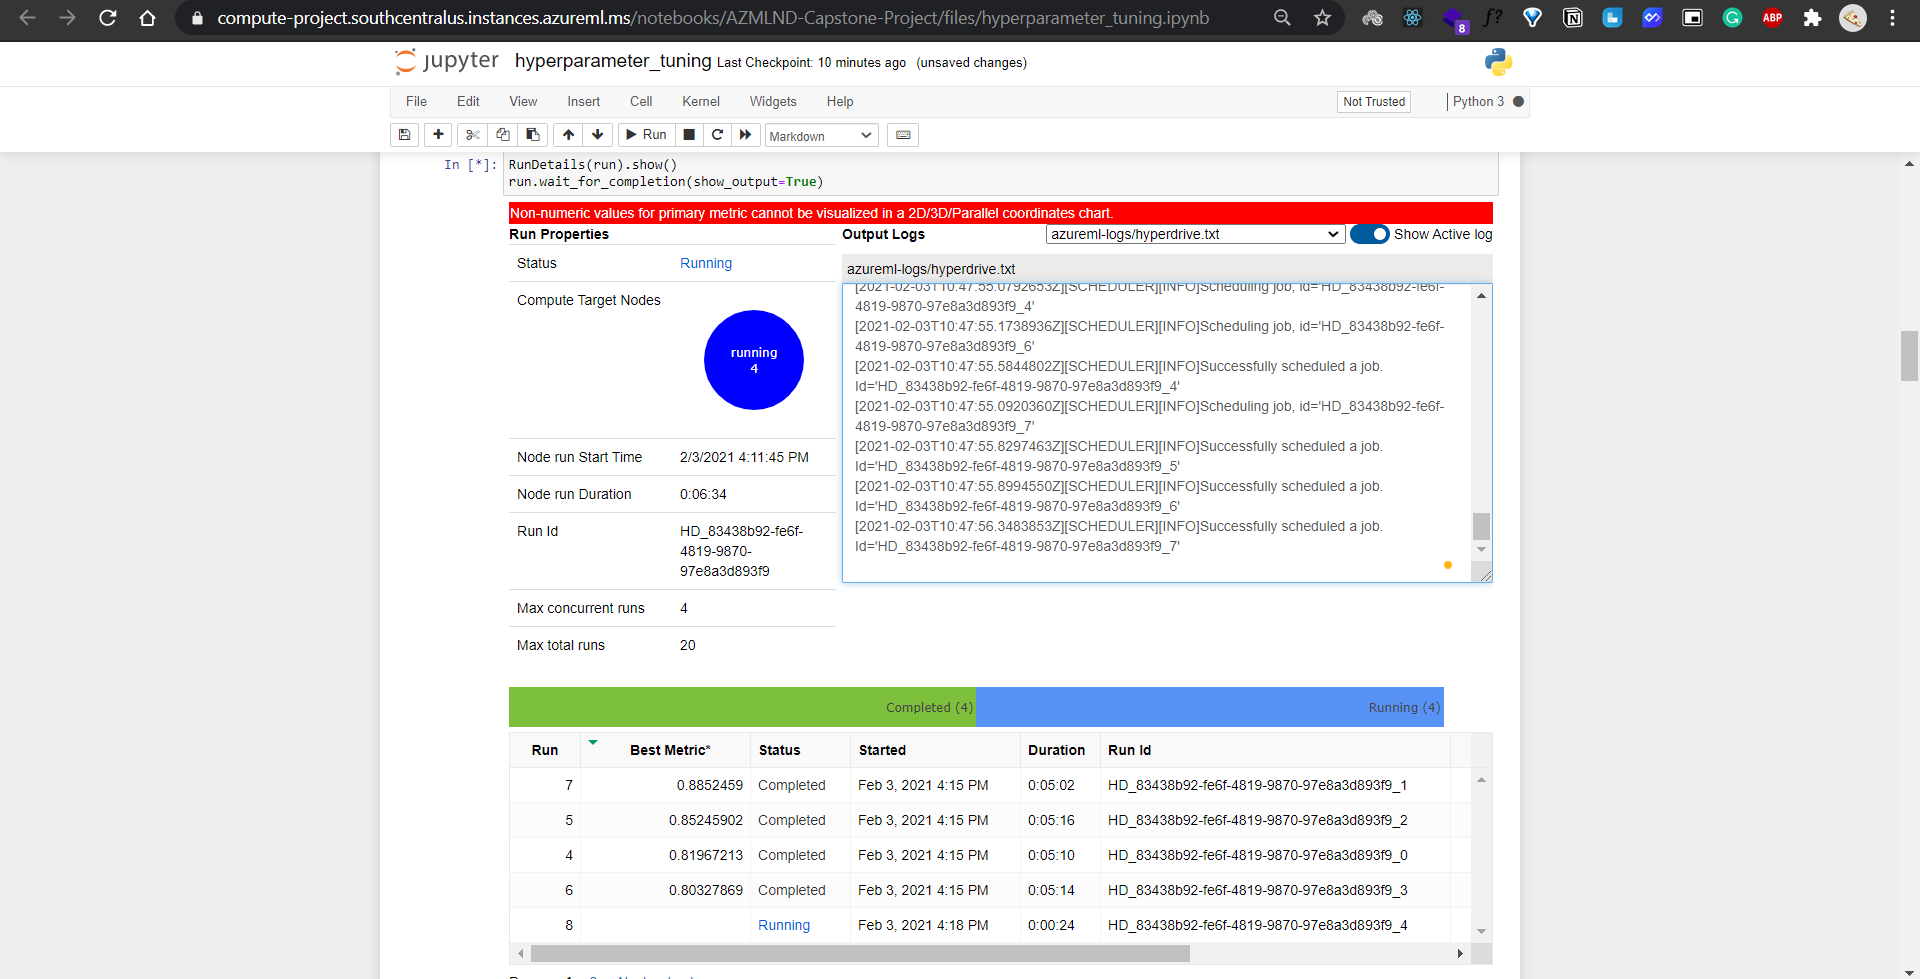 compute-project.southcentralus.instances.azureml.ms/notebooks/AZMLND-Capstone-Project/files/hyperparameter_tuning.ipynb
8
f?
N
G
ABP
jupyter hyperparameter_tuning Last Checkpoint: 10 minutes ago (unsaved changes)
File Edit View Insert Cell Kernel Widgets Help
Not Trusted
Python 3
Run
Markdown
In [*]:
RunDetails(run).show()
run.wait_for_completion(show_output=True)
Non-numeric values for primary metric cannot be visualized in a 2D/3D/Parallel coordinates chart.
Run Properties
Status Running
Compute Target Nodes
running
4
Node run Start Time 2/3/2021 4:11:45 PM
Node run Duration 0:06:34
Run Id HD_83438b92-fe6f-
4819-9870-
97e8a3d893f9
Max concurrent runs 4
Max total runs 20
Output Logs
azureml-logs/hyperdrive.txt
Show Active log
azureml-logs/hyperdrive.txt
[2021-02-03T10:47:55.0792653Z][SCHEDULER][INFO]Scheduling job, id='HD_83438b92-fe6f-
4819-9870-97e8a3d893f9_4'
[2021-02-03T10:47:55.1738936Z][SCHEDULER][INFO]Scheduling job, id='HD_83438b92-fe6f-
4819-9870-97e8a3d893f9_6'
[2021-02-03T10:47:55.5844802Z][SCHEDULER][INFO]Successfully scheduled a job.
Id='HD_83438b92-fe6f-4819-9870-97e8a3d893f9_4'
[2021-02-03T10:47:55.0920360Z][SCHEDULER][INFO]Scheduling job, id='HD_83438b92-fe6f-
4819-9870-97e8a3d893f9_7'
[2021-02-03T10:47:55.8297463Z][SCHEDULER][INFO]Successfully scheduled a job.
Id='HD_83438b92-fe6f-4819-9870-97e8a3d893f9_5'
[2021-02-03T10:47:55.8994550Z][SCHEDULER][INFO]Successfully scheduled a job.
Id='HD_83438b92-fe6f-4819-9870-97e8a3d893f9_6'
[2021-02-03T10:47:56.3483853Z][SCHEDULER][INFO]Successfully scheduled a job.
Id='HD_83438b92-fe6f-4819-9870-97e8a3d893f9_7'
Completed (4)
Running (4)
Run Best Metric* Status Started Duration Run Id
7 0.8852459 Completed Feb 3, 2021 4:15 PM 0:05:02 HD_83438b92-fe6f-4819-9870-97e8a3d893f9_1
5 0.85245902 Completed Feb 3, 2021 4:15 PM 0:05:16 HD_83438b92-fe6f-4819-9870-97e8a3d893f9_2
4 0.81967213 Completed Feb 3, 2021 4:15 PM 0:05:10 HD_83438b92-fe6f-4819-9870-97e8a3d893f9_0
6 0.80327869 Completed Feb 3, 2021 4:15 PM 0:05:14 HD_83438b92-fe6f-4819-9870-97e8a3d893f9_3
8 Running Feb 3, 2021 4:18 PM 0:00:24 HD_83438b92-fe6f-4819-9870-97e8a3d893f9_4